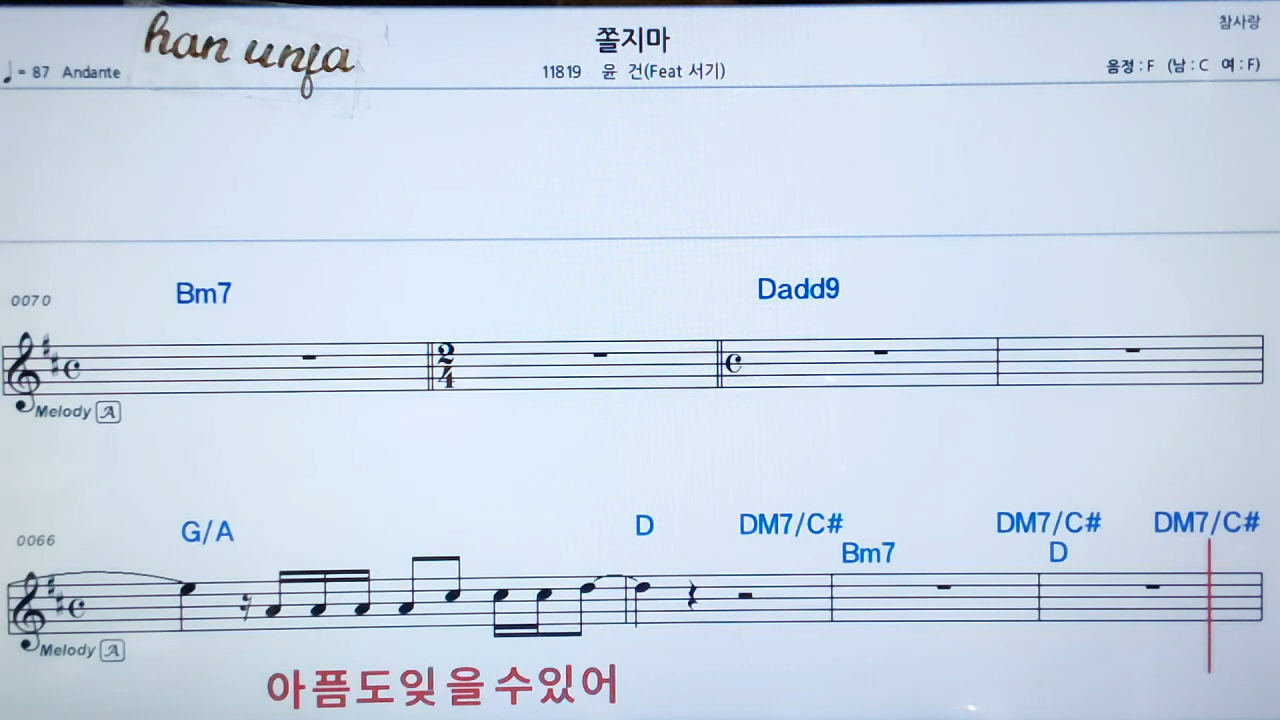 han unja
쫄지마
참사랑
♩= 87 Andante
11819 윤 건(Feat 서기)
음정 : F (남 : C 여 : F)
0070
Bm7
Dadd9
2
4
Melody A
0066
G/A
D
DM7/C#
Bm7
DM7/C#
D
DM7/C#
Melody A
아픔도잊을수있어